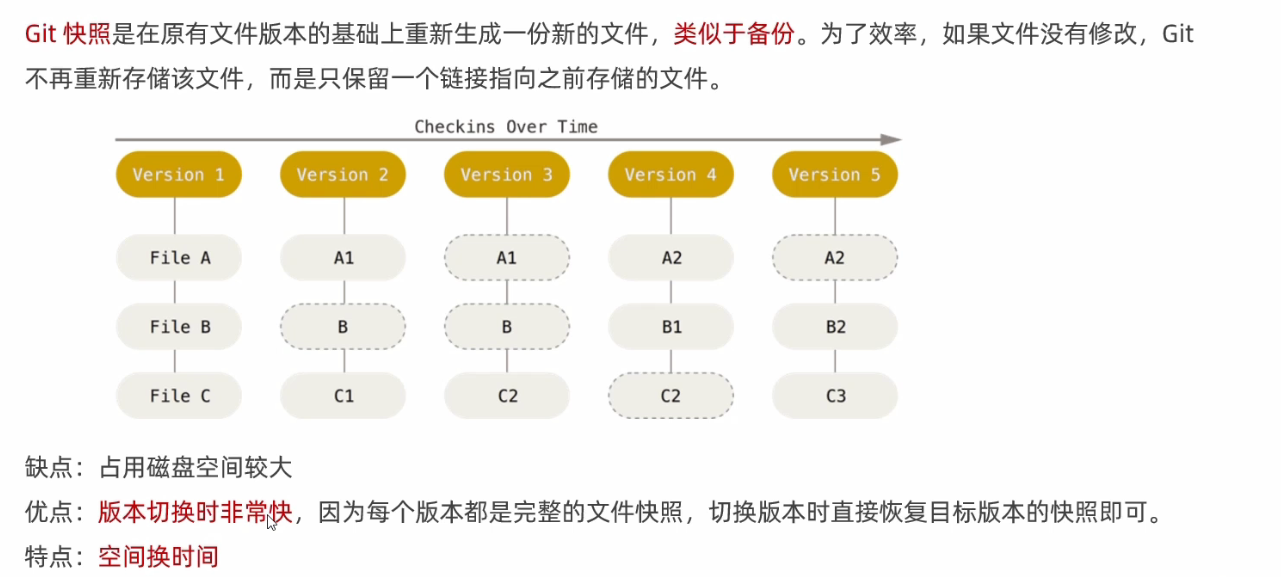 Git 快照是在原有文件版本的基础上重新生成一份新的文件，类似于备份。为了效率，如果文件没有修改，Git
不再重新存储该文件，而是只保留一个链接指向之前存储的文件。
Checkins Over Time
Version 1 Version 2 Version 3 Version 4 Version 5
File A A1 A1 A2 A2
File B B B B1 B2
File C C1 C2 C2 C3
缺点：占用磁盘空间较大
优点：版本切换时非常快，因为每个版本都是完整的文件快照，切换版本时直接恢复目标版本的快照即可。
特点：空间换时间